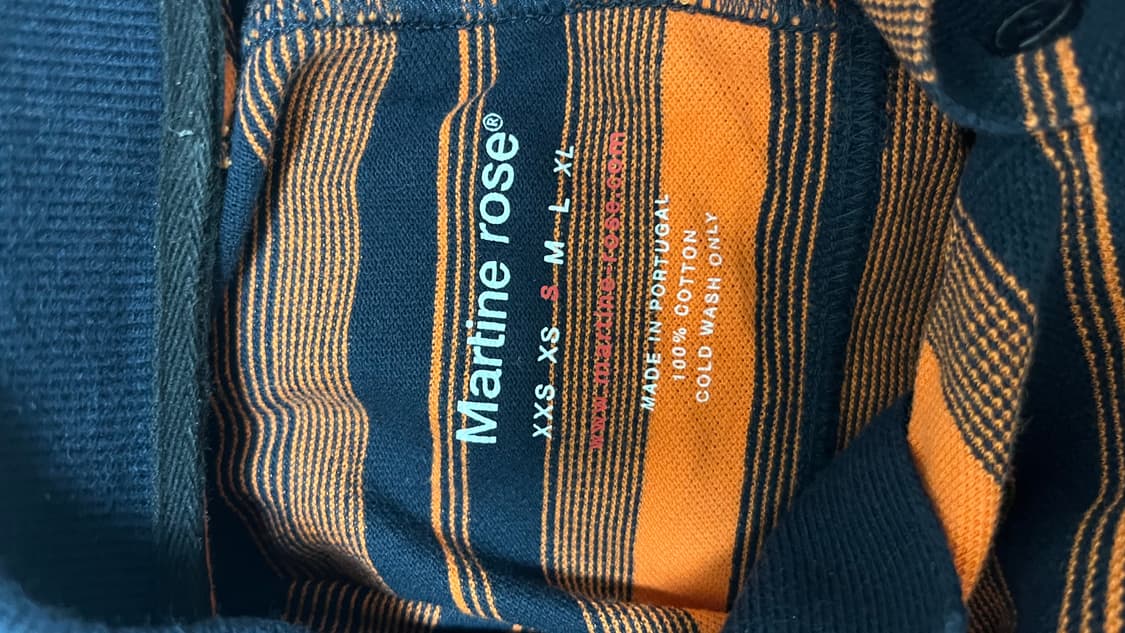 Martine rose®
XXS XS S M L XL
www.martine-rose.com
MADE IN PORTUGAL
100% COTTON
COLD WASH ONLY